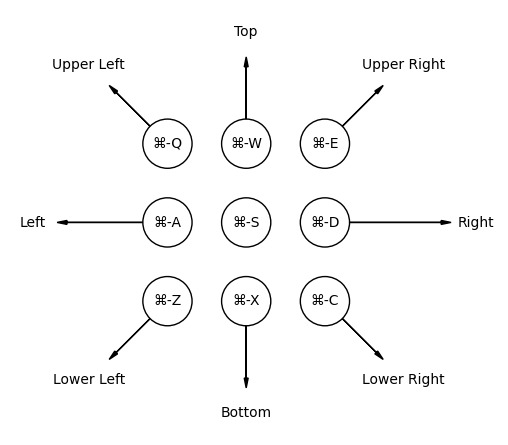 Top
Upper Left
Upper Right
⌘-Q
⌘-W
⌘-E
Left
⌘-A
⌘-S
⌘-D
Right
⌘-Z
⌘-X
⌘-C
Lower Left
Lower Right
Bottom